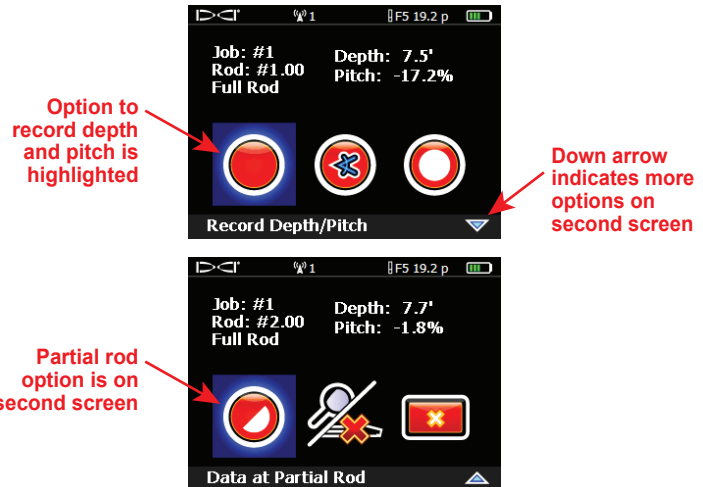 DCI 1 F5 19.2 p
Job: #1
Rod: #1.00
Full Rod
Depth: 7.5'
Pitch: -17.2%
Option to
record depth
and pitch is
highlighted
Record Depth/Pitch
Down arrow
indicates more
options on
second screen
DCI 1 F5 19.2 p
Job: #1
Rod: #2.00
Full Rod
Depth: 7.7'
Pitch: -1.8%
Partial rod
option is on
second screen
Data at Partial Rod